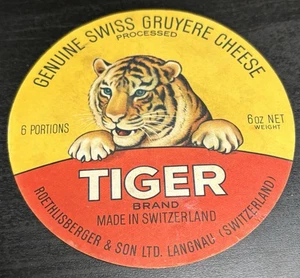 GENUINE SWISS GRUYERE CHEESE
PROCESSED
6 PORTIONS
6oz NET
WEIGHT
TIGER
BRAND
MADE IN SWITZERLAND
ROETHLISBERGER & SON LTD. LANGNAU (SWITZERLAND)